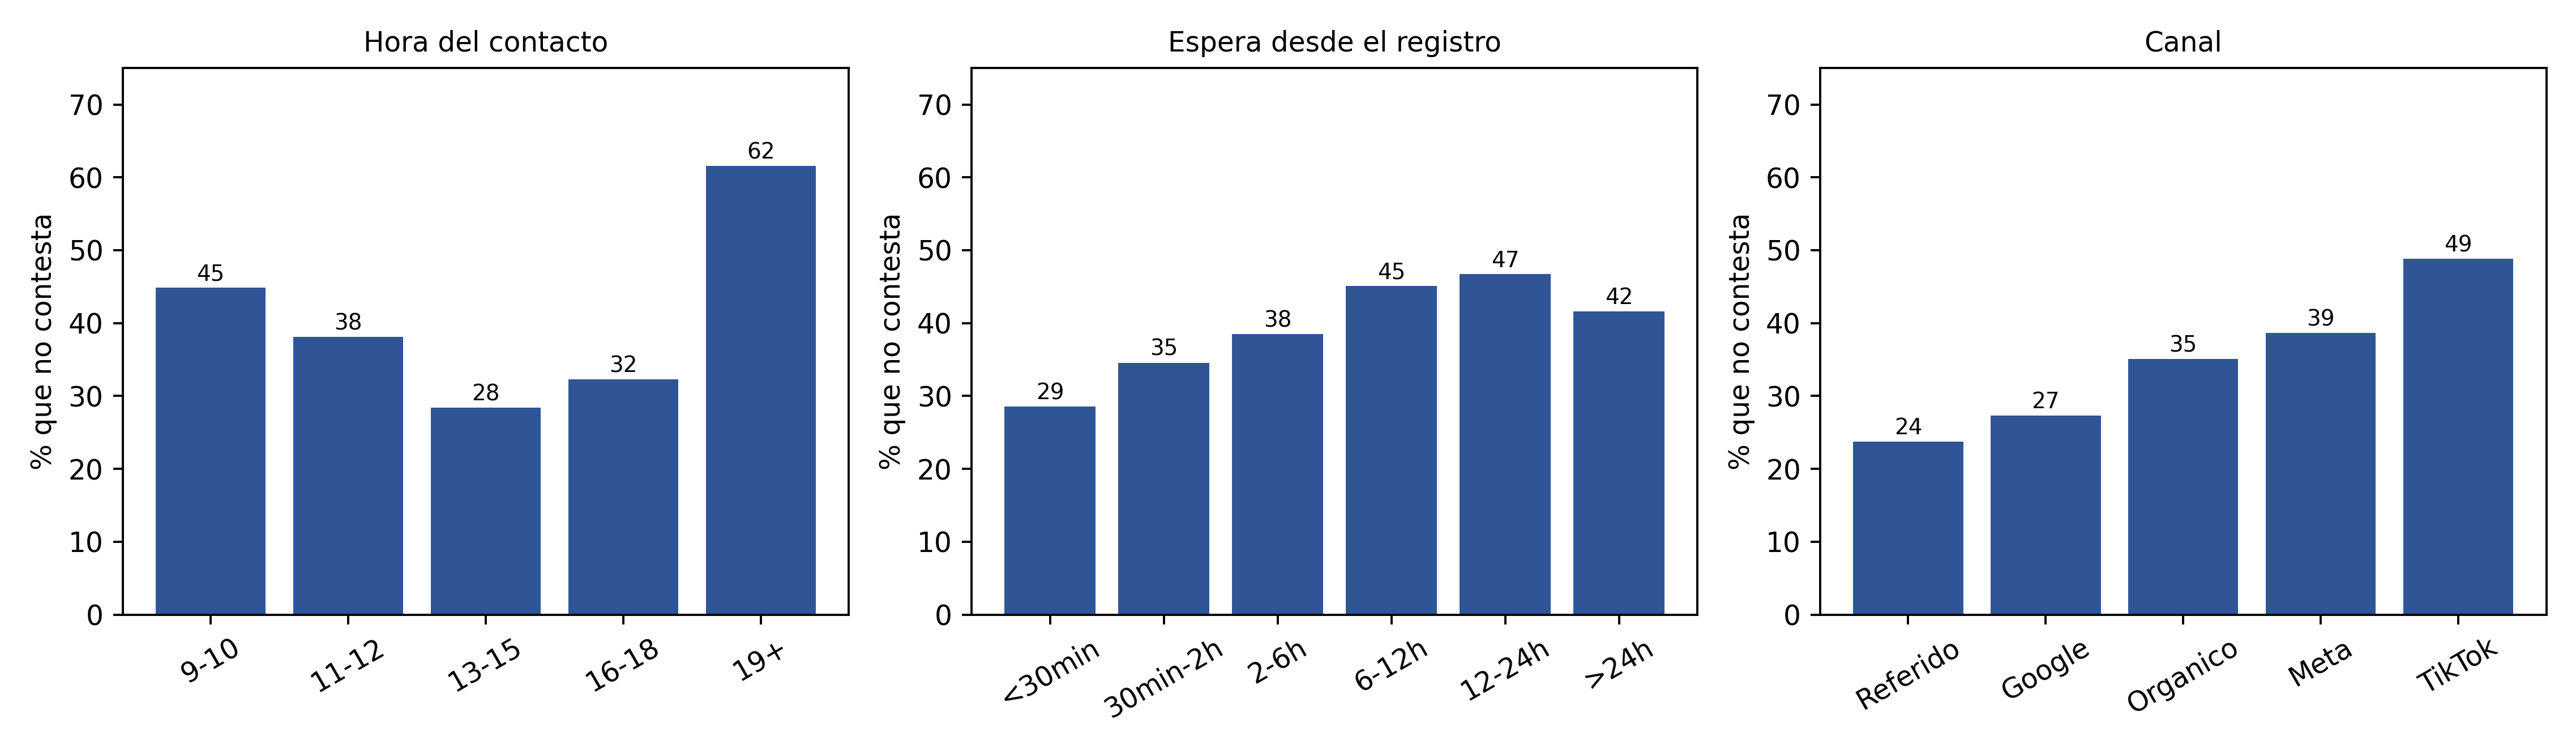 Hora del contacto
% que no contesta
70
60
50
40
30
20
10
0
45
38
28
32
62
9-10
11-12
13-15
16-18
19+
Espera desde el registro
% que no contesta
70
60
50
40
30
20
10
0
29
35
38
45
47
42
<30min
30min-2h
2-6h
6-12h
12-24h
>24h
Canal
% que no contesta
70
60
50
40
30
20
10
0
24
27
35
39
49
Referido
Google
Organico
Meta
TikTok